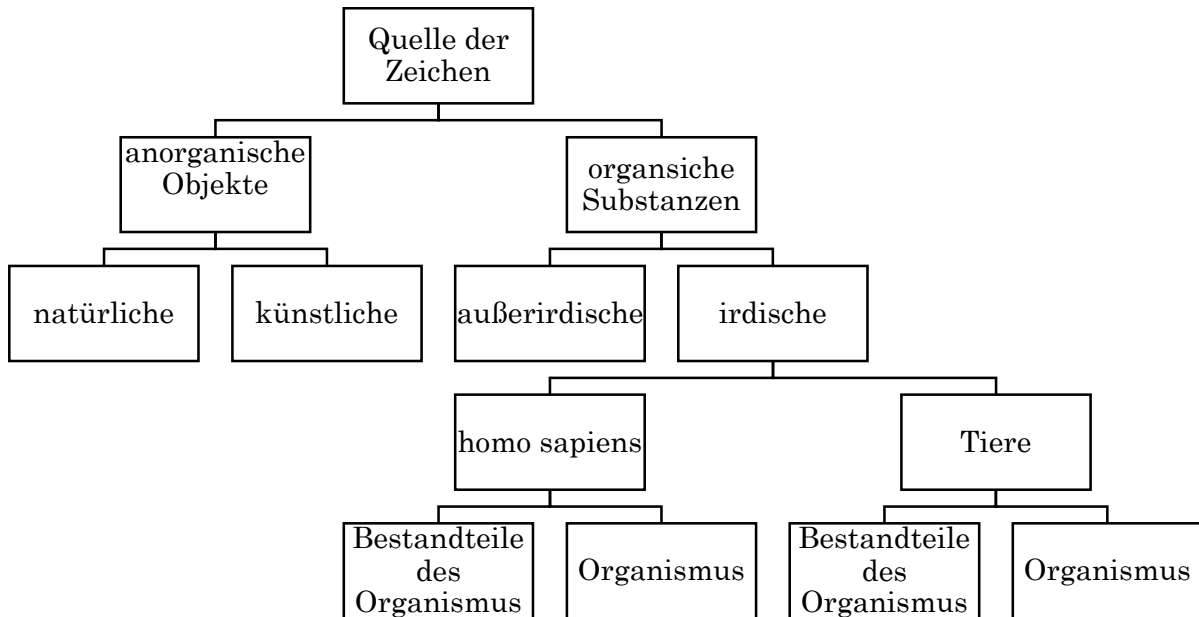 Quelle der
Zeichen
anorganische
Objekte
organsiche
Substanzen
natürliche
künstliche
außerirdische
irdische
homo sapiens
Tiere
Bestandteile
des
Organismus
Organismus
Bestandteile
des
Organismus
Organismus